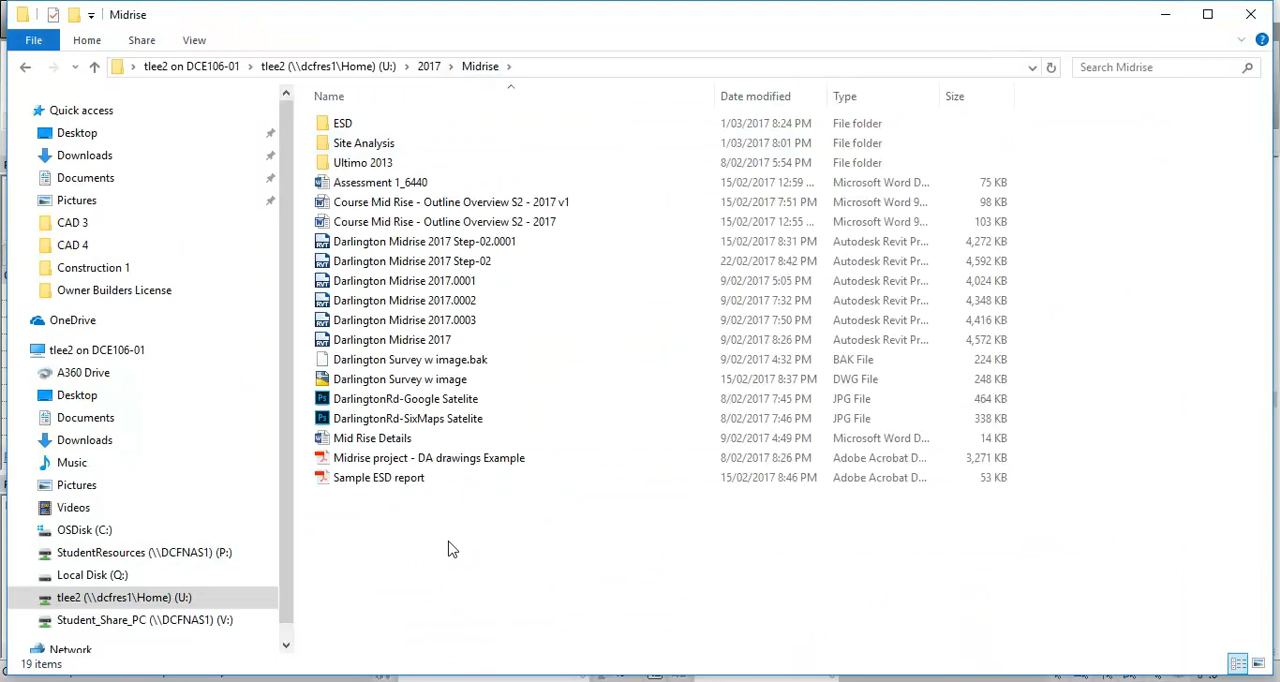 Midrise
File Home Share View
tlee2 on DCE106-01 tlee2 (\\dcfres1\Home) (U:) 2017 Midrise Search Midrise
Name Date modified Type Size
Quick access
Desktop
Downloads
Documents
Pictures
CAD 3
CAD 4
Construction 1
Owner Builders License
OneDrive
tlee2 on DCE106-01
A360 Drive
Desktop
Documents
Downloads
Music
Pictures
Videos
OSDisk (C:)
StudentResources (\\DCFNAS1) (P:)
Local Disk (Q:)
tlee2 (\\dcfres1\Home) (U:)
Student_Share_PC (\\DCFNAS1) (V:)
Network
ESD 1/03/2017 8:24 PM File folder
Site Analysis 1/03/2017 8:01 PM File folder
Ultimo 2013 8/02/2017 5:54 PM File folder
Assessment 1_6440 15/02/2017 12:59 ... Microsoft Word D... 75 KB
Course Mid Rise - Outline Overview S2 - 2017 v1 15/02/2017 7:51 PM Microsoft Word 9... 98 KB
Course Mid Rise - Outline Overview S2 - 2017 15/02/2017 12:55 ... Microsoft Word 9... 103 KB
Darlington Midrise 2017 Step-02.0001 15/02/2017 8:31 PM Autodesk Revit Pr... 4,272 KB
Darlington Midrise 2017 Step-02 22/02/2017 8:42 PM Autodesk Revit Pr... 4,592 KB
Darlington Midrise 2017.0001 9/02/2017 5:05 PM Autodesk Revit Pr... 4,024 KB
Darlington Midrise 2017.0002 9/02/2017 7:32 PM Autodesk Revit Pr... 4,348 KB
Darlington Midrise 2017.0003 9/02/2017 7:50 PM Autodesk Revit Pr... 4,416 KB
Darlington Midrise 2017 9/02/2017 8:26 PM Autodesk Revit Pr... 4,572 KB
Darlington Survey w image.bak 9/02/2017 4:32 PM BAK File 224 KB
Darlington Survey w image 15/02/2017 8:37 PM DWG File 248 KB
DarlingtonRd-Google Satelite 8/02/2017 7:45 PM JPG File 464 KB
DarlingtonRd-SixMaps Satelite 8/02/2017 7:46 PM JPG File 338 KB
Mid Rise Details 9/02/2017 4:49 PM Microsoft Word D... 14 KB
Midrise project - DA drawings Example 8/02/2017 8:26 PM Adobe Acrobat D... 3,271 KB
Sample ESD report 15/02/2017 8:46 PM Adobe Acrobat D... 53 KB
19 items